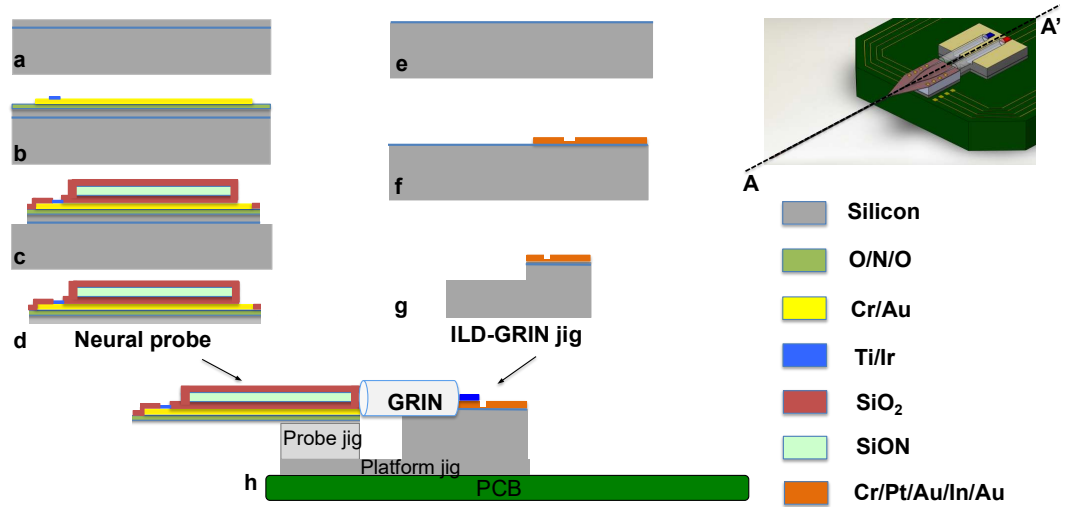 a
b
c
d
Neural probe
e
f
g
ILD-GRIN jig
GRIN
Probe jig
Platform jig
h
PCB
A’
A
Silicon
O/N/O
Cr/Au
Ti/Ir
SiO2
SiON
Cr/Pt/Au/In/Au